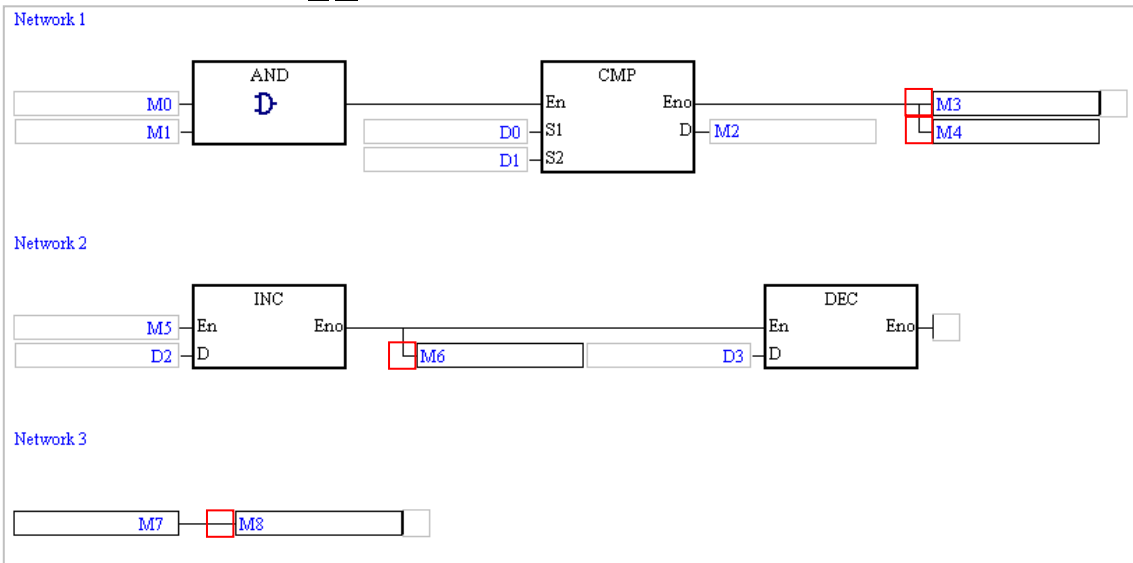 Network 1
AND CMP
M0 En Eno M3
M1 D0 S1 D M2 M4
D1 S2
Network 2
INC DEC
M5 En Eno En Eno
D2 D M6 D3 D
Network 3
M7 M8